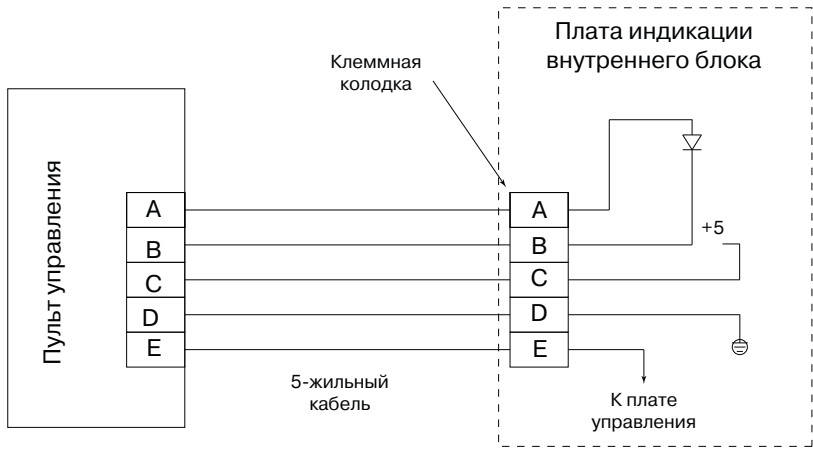 Плата индикации
внутреннего блока
Клеммная
колодка
Пульт управления
A
B
C
D
E
A
B
C
D
E
+5
5-жильный
кабель
К плате
управления